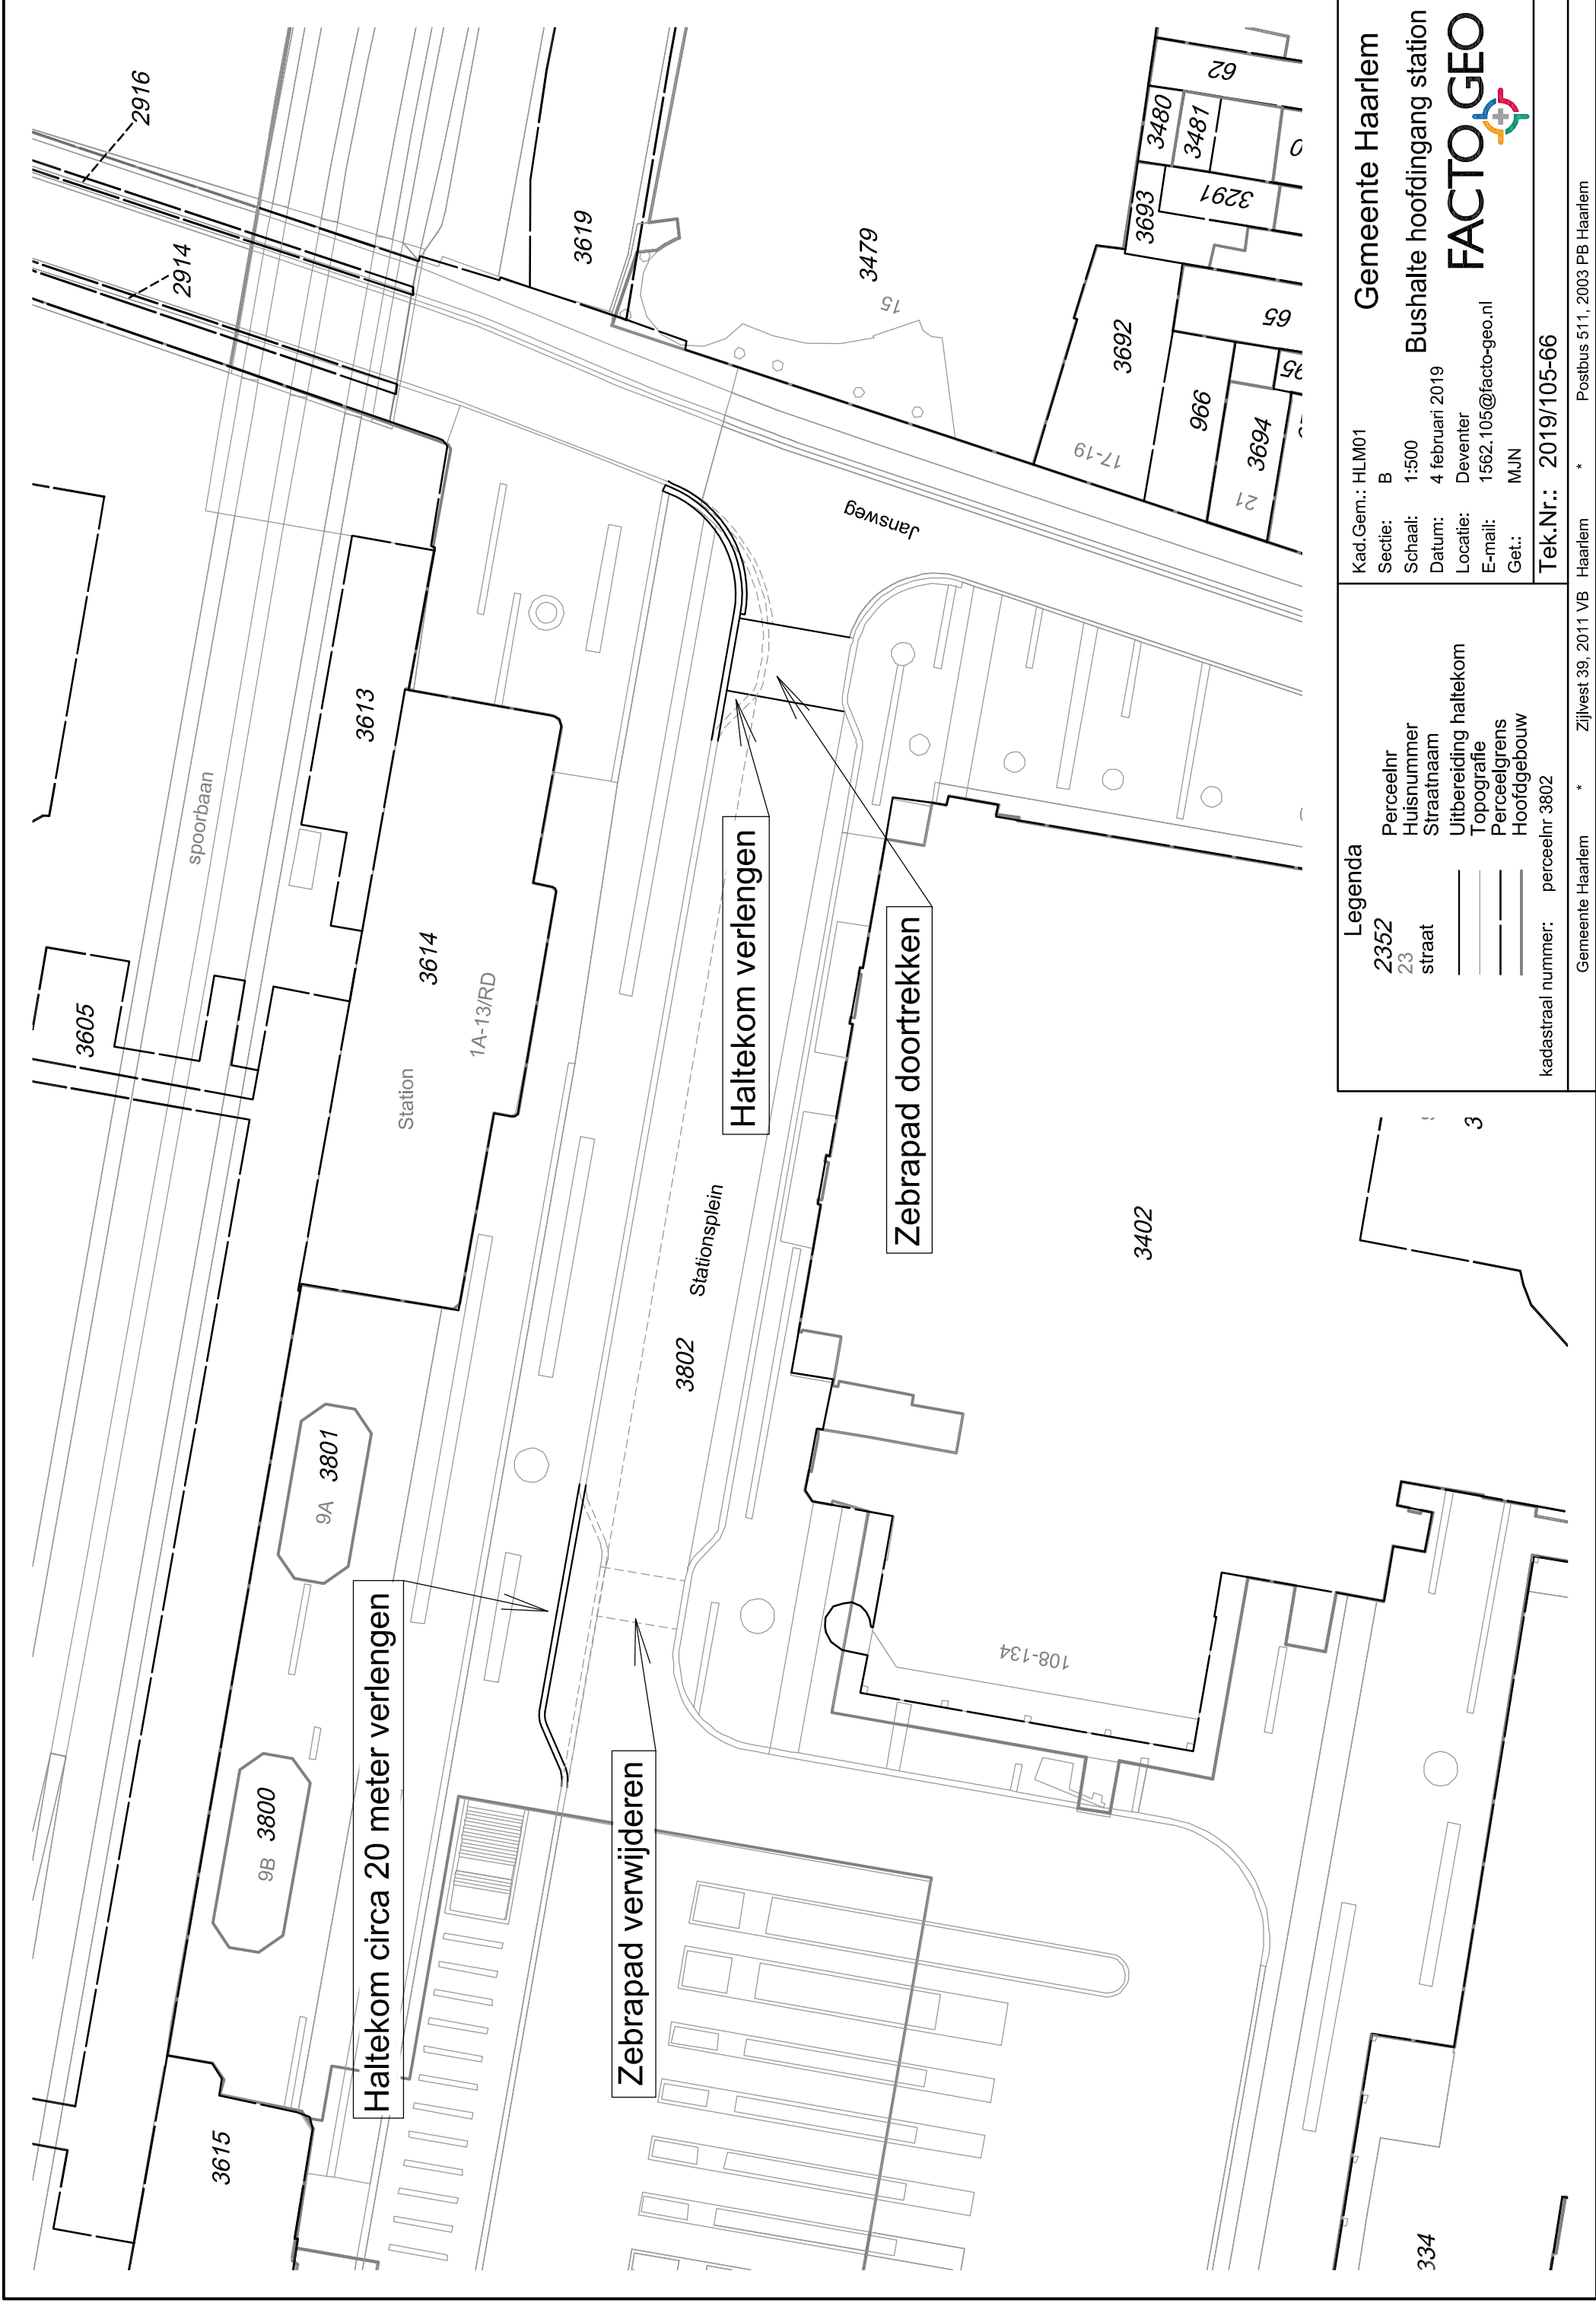 2916
2914
3605
spoorbaan
3613
3619
3479
15
3480
3481
62
3693
3291
3692
17-19
966
65
3694
21
Jansweg
3614
Station
1A-13/RD
3801
9A
3800
9B
3615
Haltekom circa 20 meter verlengen
Zebrapad verwijderen
3802
Stationsplein
Haltekom verlengen
Zebrapad doortrekken
3402
108-134
334
3
Legenda
2352 Perceelnr
23 Huisnummer
straat Straatnaam
Uitbereiding haltekom
Topografie
Perceelgrens
Hoofdgebouw
kadastraal nummer: perceelnr 3802
Kad.Gem.: HLM01
Sectie: B
Schaal: 1:500
Datum: 4 februari 2019
Locatie: Deventer
E-mail: 1562.105@facto-geo.nl
Get.: MJN
Gemeente Haarlem
Bushalte hoofdingang station
FACTO GEO
Tek.Nr.: 2019/105-66
Gemeente Haarlem * Zijlvest 39, 2011 VB Haarlem * Postbus 511, 2003 PB Haarlem